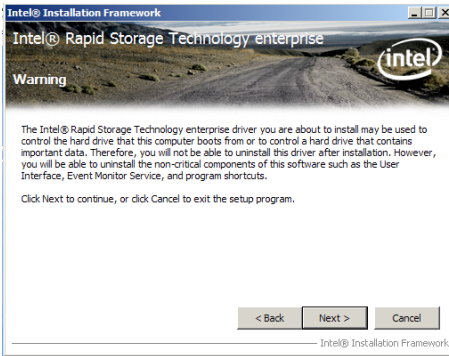 Intel® Installation Framework
Intel® Rapid Storage Technology enterprise
intel
Warning
The Intel® Rapid Storage Technology enterprise driver you are about to install may be used to
control the hard drive that this computer boots from or to control a hard drive that contains
important data. Therefore, you will not be able to uninstall this driver after installation. However,
you will be able to uninstall the non-critical components of this software such as the User
Interface, Event Monitor Service, and program shortcuts.
Click Next to continue, or click Cancel to exit the setup program.
< Back Next > Cancel
Intel® Installation Framework